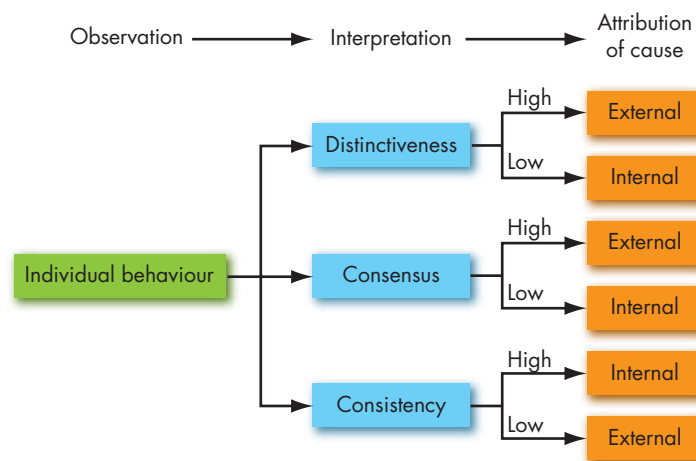 Observation
Interpretation
Attribution
of cause
High
External
Distinctiveness
Low
Internal
High
External
Individual behaviour
Consensus
Low
Internal
High
Internal
Consistency
Low
External